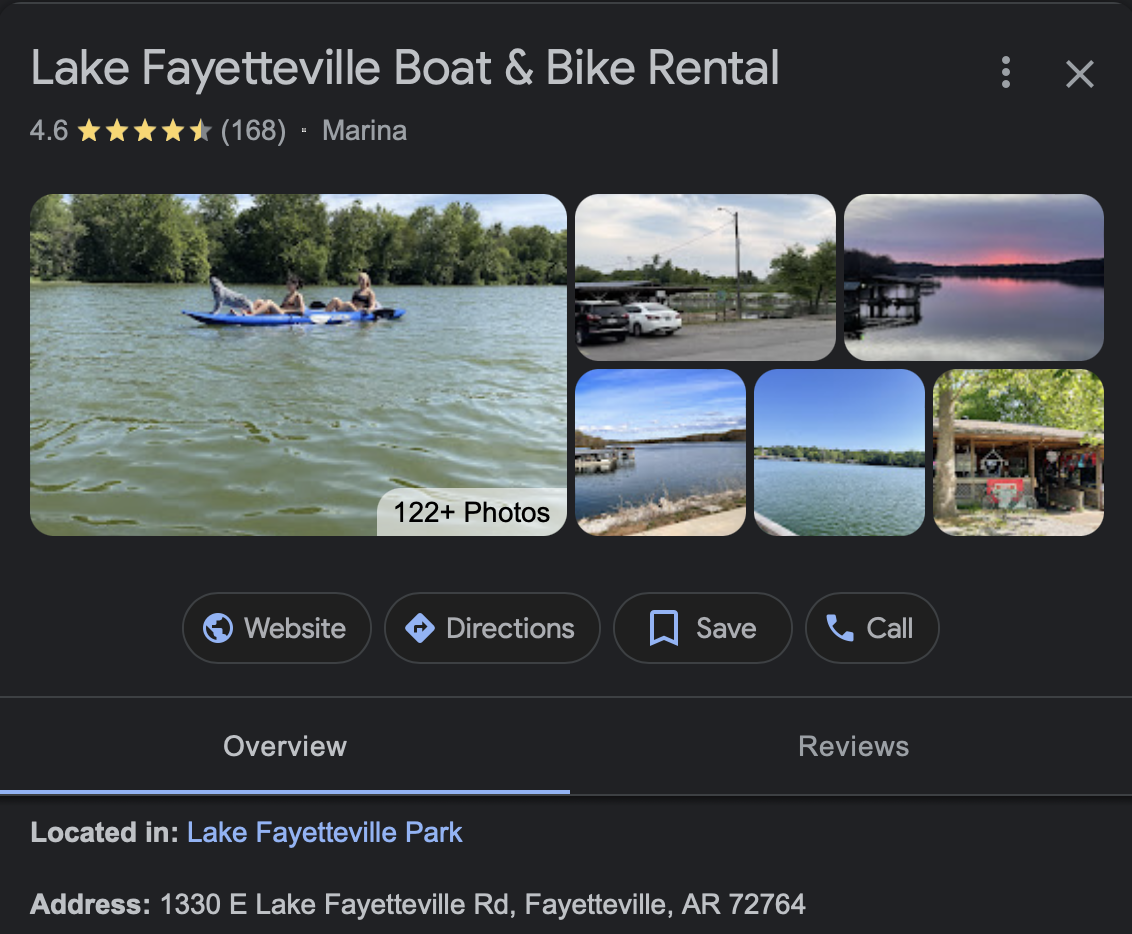 Lake Fayetteville Boat & Bike Rental
4.6 (168) · Marina
122+ Photos
Website Directions Save Call
Overview Reviews
Located in: Lake Fayetteville Park
Address: 1330 E Lake Fayetteville Rd, Fayetteville, AR 72764